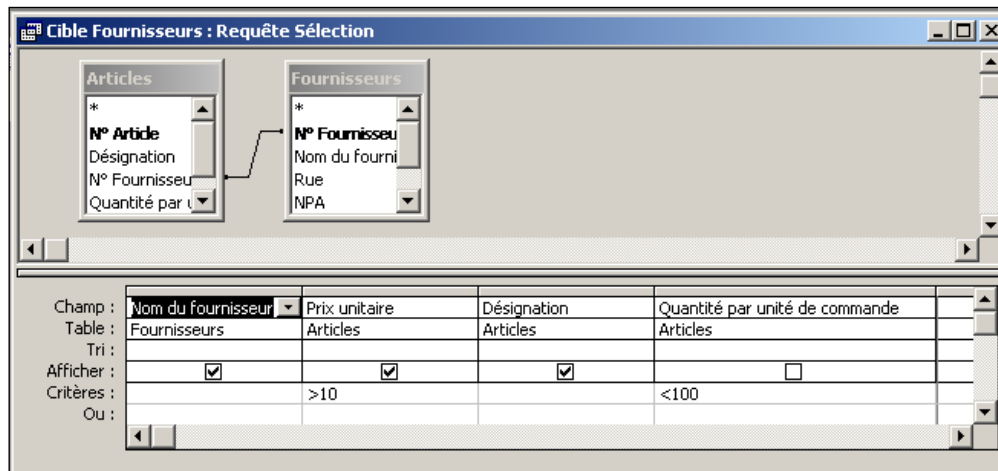 Cible Fournisseurs : Requête Sélection
Articles
*
N° Article
Désignation
N° Fournisseu
Quantité par u
Fournisseurs
*
N° Fournisseu
Nom du fourni
Rue
NPA
Champ : Nom du fournisseur Prix unitaire Désignation Quantité par unité de commande
Table : Fournisseurs Articles Articles Articles
Tri :
Afficher :
Critères : >10 <100
Ou :